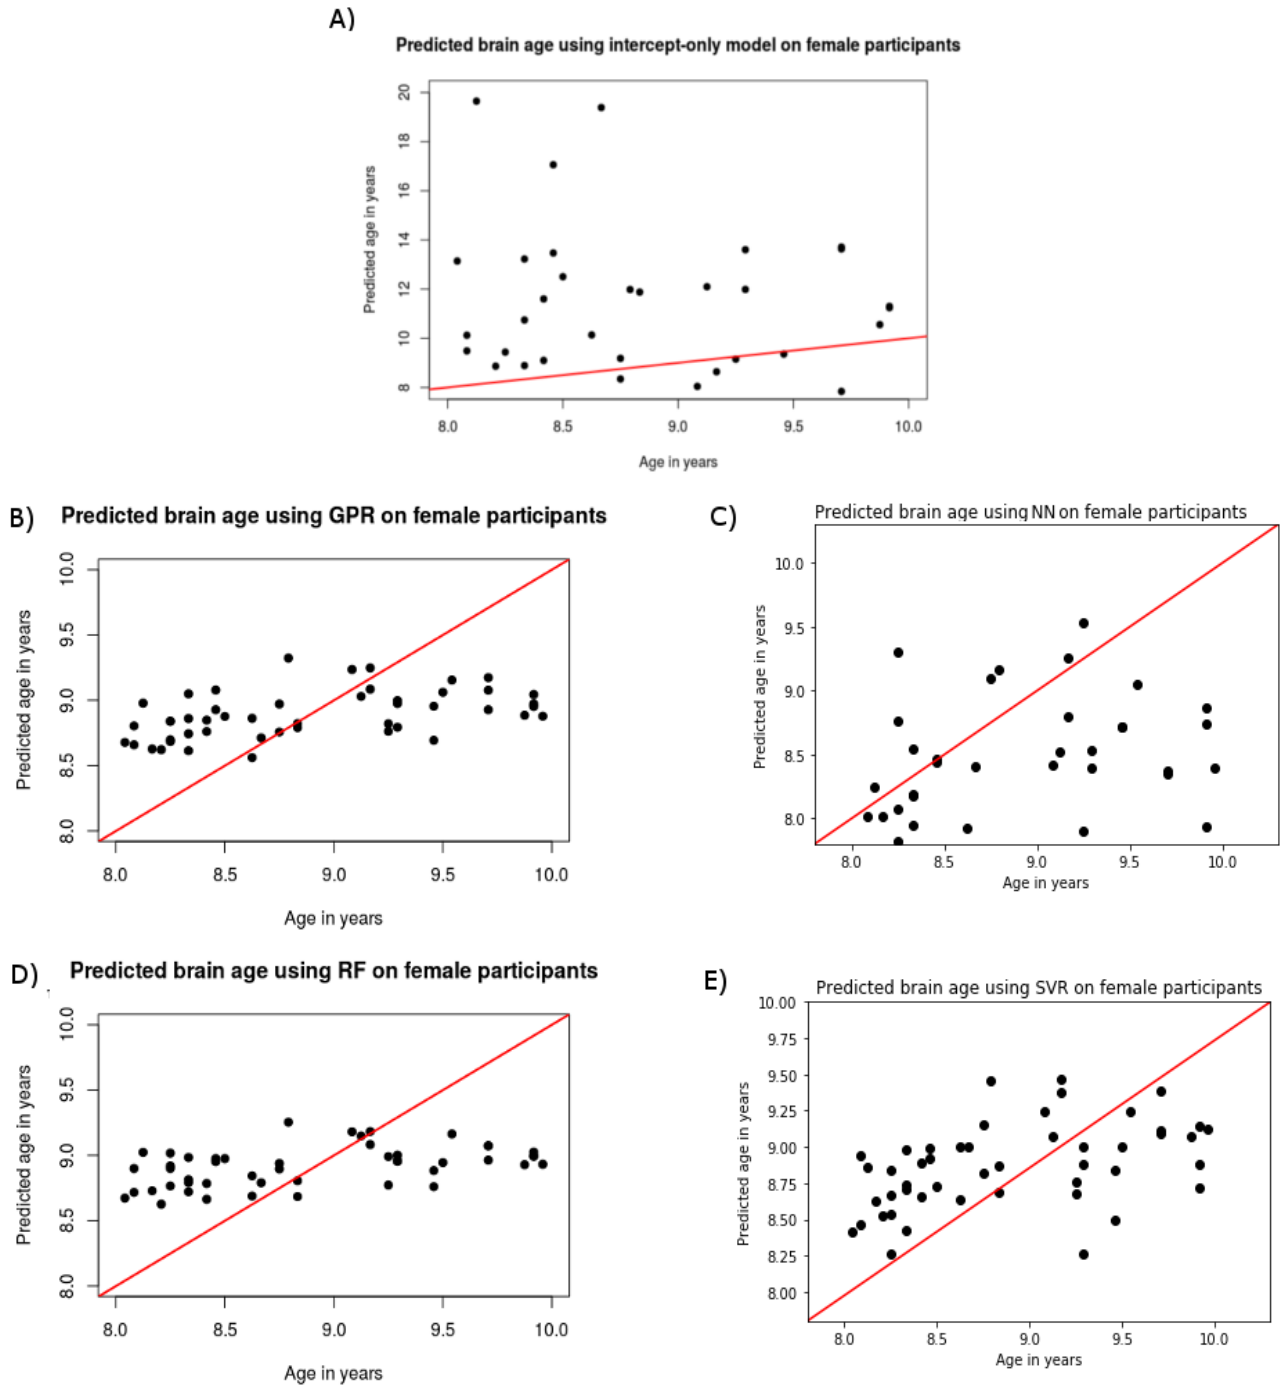 A)
Predicted brain age using intercept-only model on female participants
20
18
16
14
12
10
8
Predicted age in years
8.0 8.5 9.0 9.5 10.0
Age in years
B)
Predicted brain age using GPR on female participants
10.0
9.5
9.0
8.5
8.0
Predicted age in years
8.0 8.5 9.0 9.5 10.0
Age in years
C)
Predicted brain age using NN on female participants
10.0
9.5
9.0
8.5
8.0
Predicted age in years
8.0 8.5 9.0 9.5 10.0
Age in years
D)
Predicted brain age using RF on female participants
10.0
9.5
9.0
8.5
8.0
Predicted age in years
8.0 8.5 9.0 9.5 10.0
Age in years
E)
Predicted brain age using SVR on female participants
10.00
9.75
9.50
9.25
9.00
8.75
8.50
8.25
8.00
Predicted age in years
8.0 8.5 9.0 9.5 10.0
Age in years